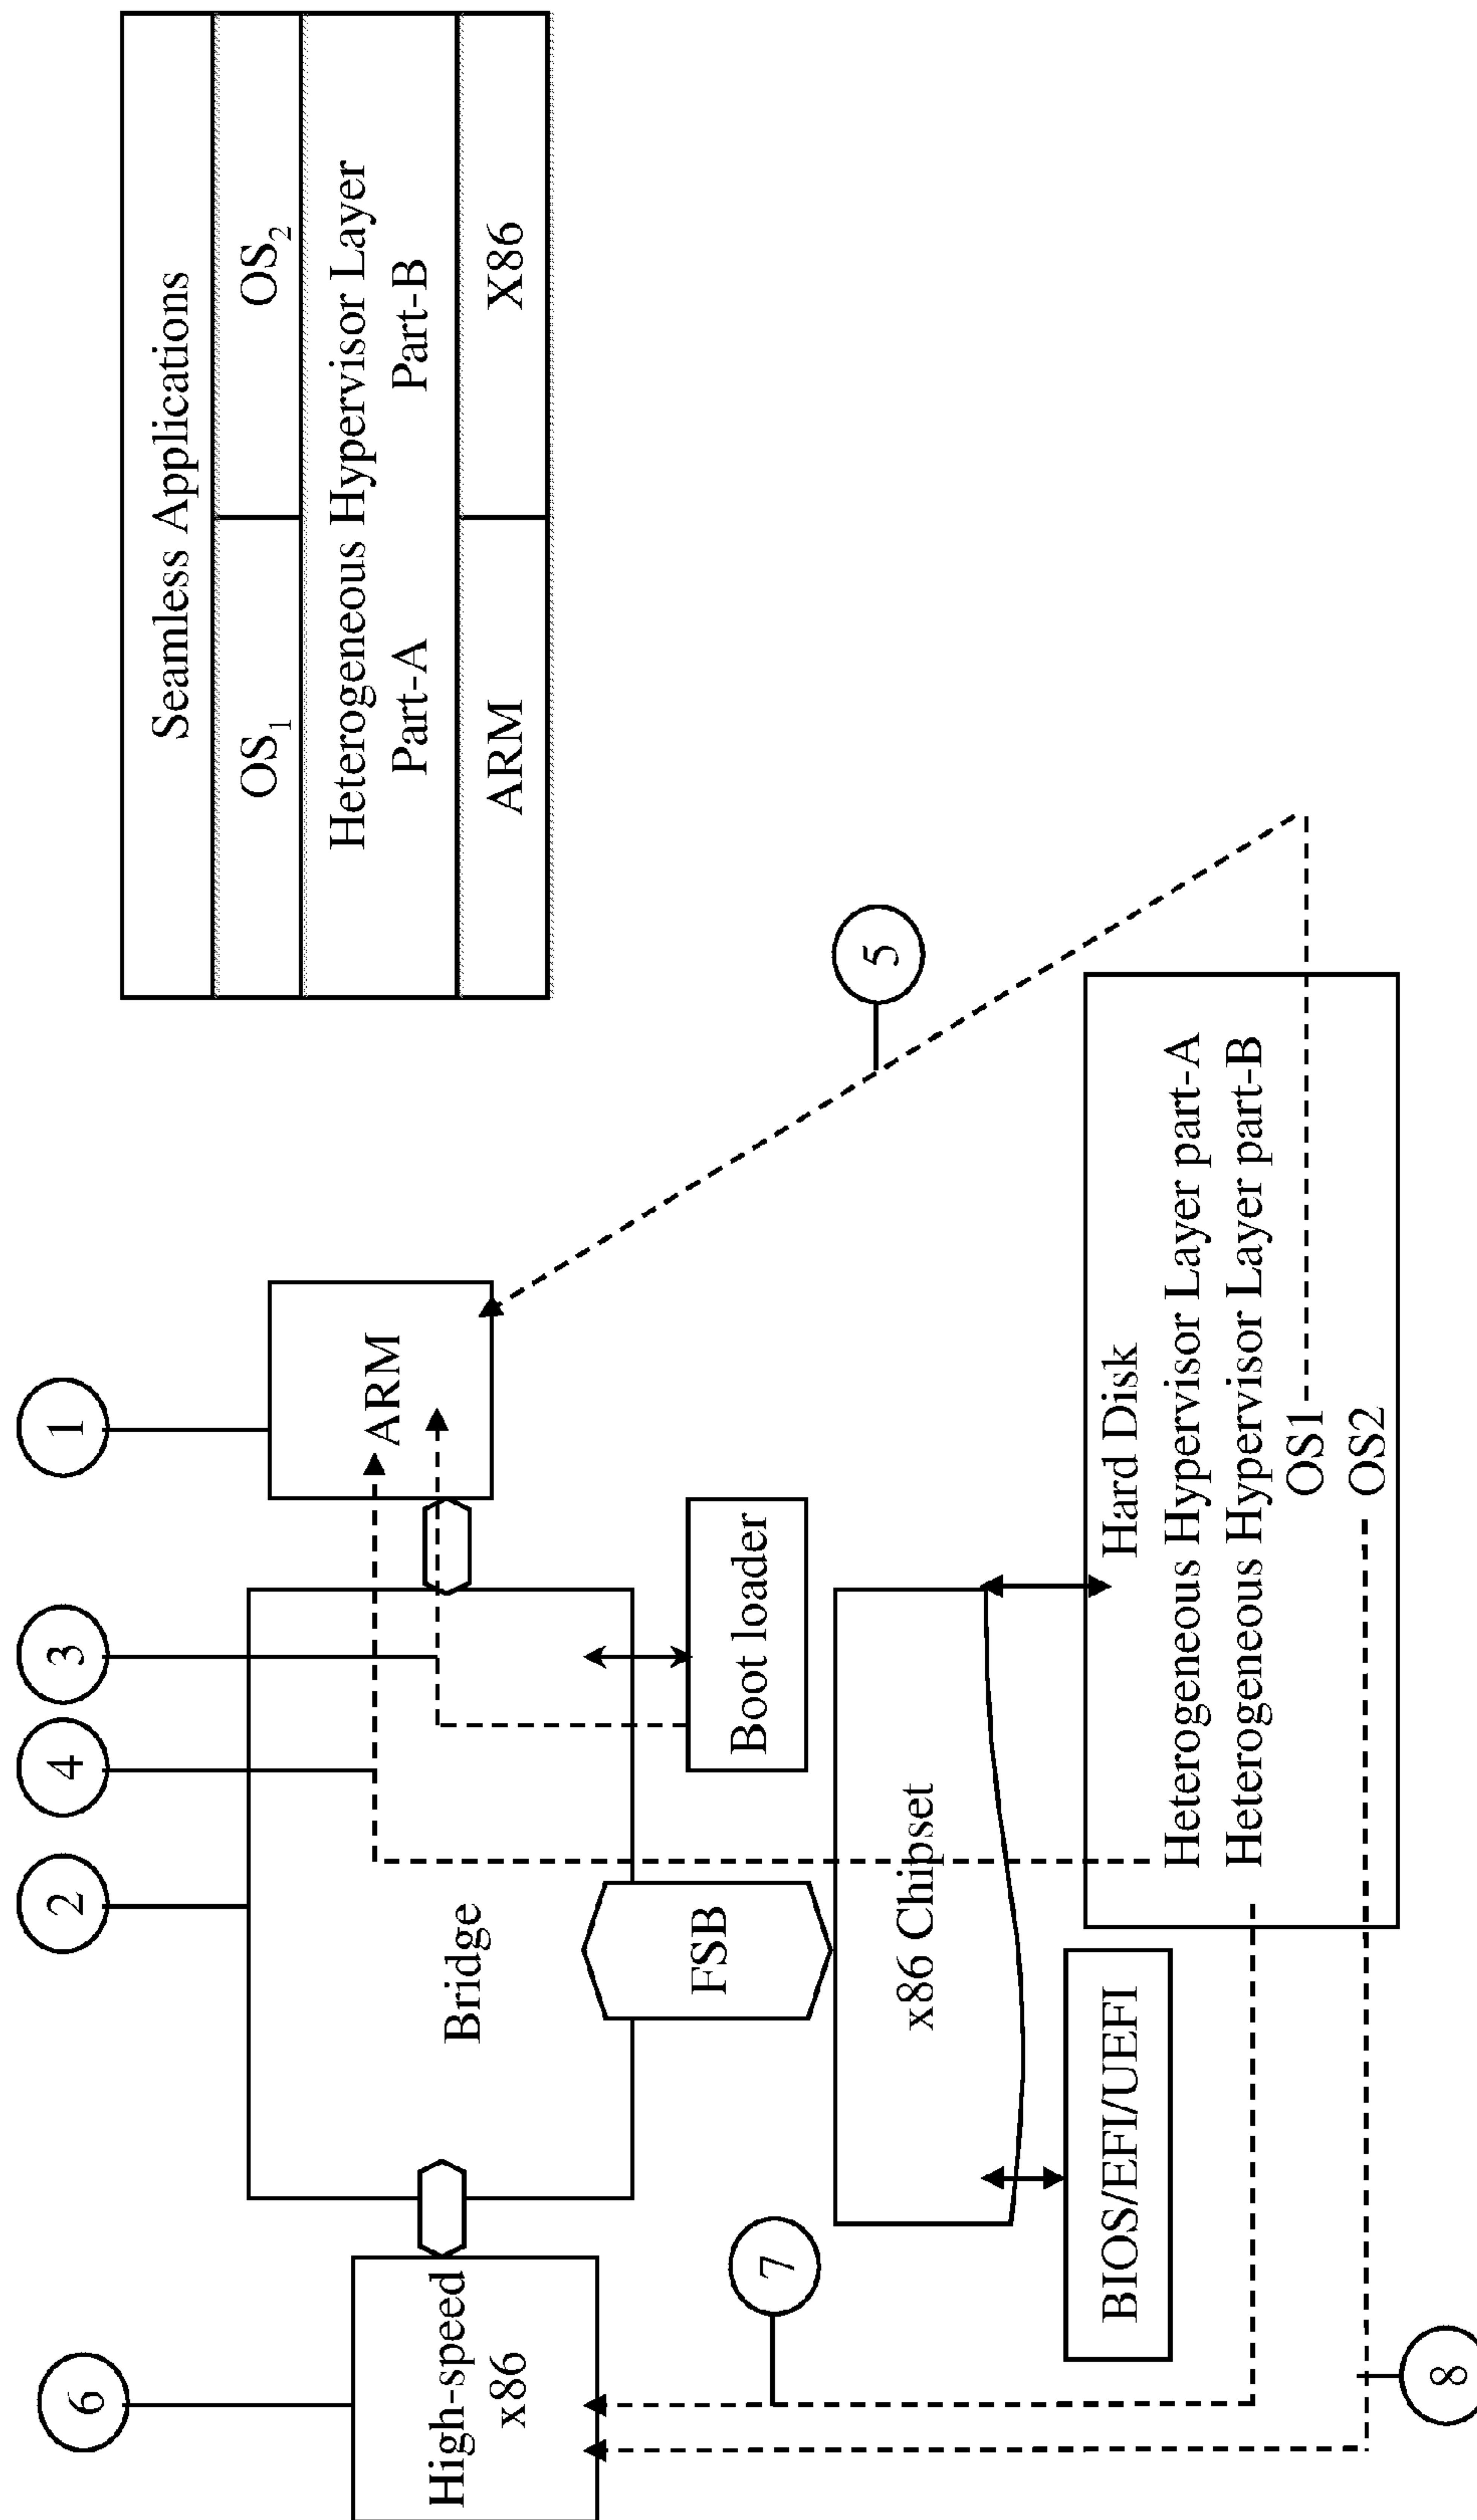 6
2
4
3
1
High-speed
x86
Bridge
ARM
FSB
Boot loader
7
5
x86 Chipset
BIOS/EFI/UEFI
Hard Disk
Heterogeneous Hypervisor Layer part-A
Heterogeneous Hypervisor Layer part-B
OS1
OS2
8
Seamless Applications
OS1 OS2
Heterogeneous Hypervisor Layer
Part-A Part-B
ARM X86